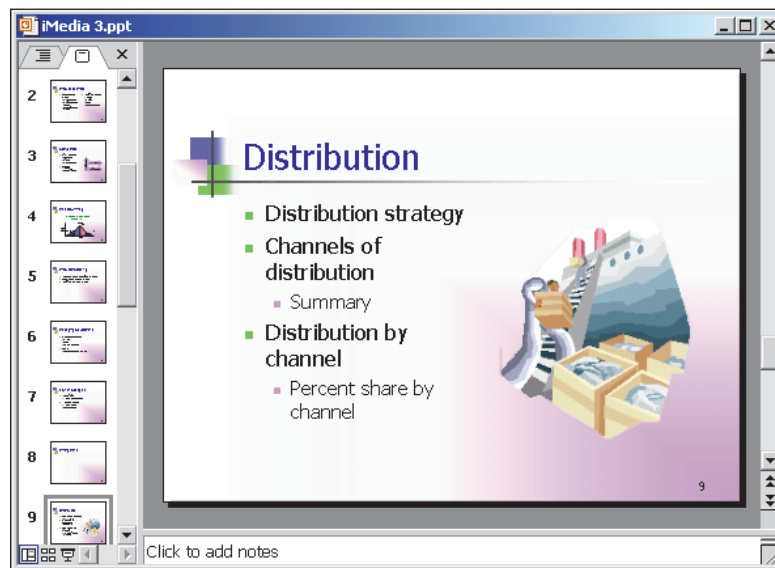 iMedia 3.ppt
2
3
4
5
6
7
8
9
Distribution
Distribution strategy
Channels of
distribution
Summary
Distribution by
channel
Percent share by
channel
9
Click to add notes